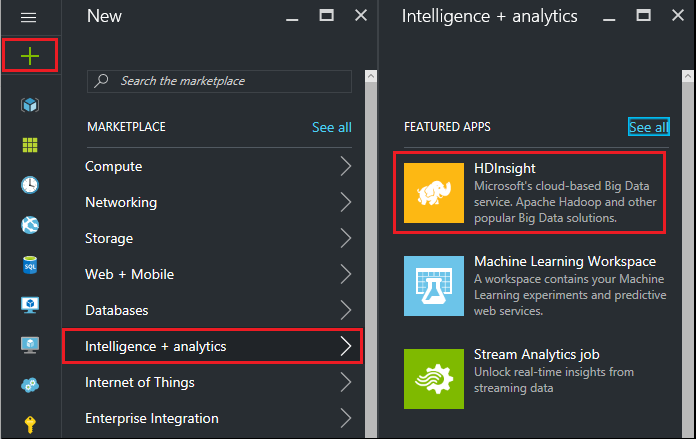 New
Search the marketplace
MARKETPLACE See all
Compute
Networking
Storage
Web + Mobile
Databases
Intelligence + analytics
Internet of Things
Enterprise Integration
Intelligence + analytics
FEATURED APPS See all
HDInsight
Microsoft's cloud-based Big Data
service. Apache Hadoop and other
popular Big Data solutions.
Machine Learning Workspace
A workspace contains your Machine
Learning experiments and predictive
web services.
Stream Analytics job
Unlock real-time insights from
streaming data
SQL